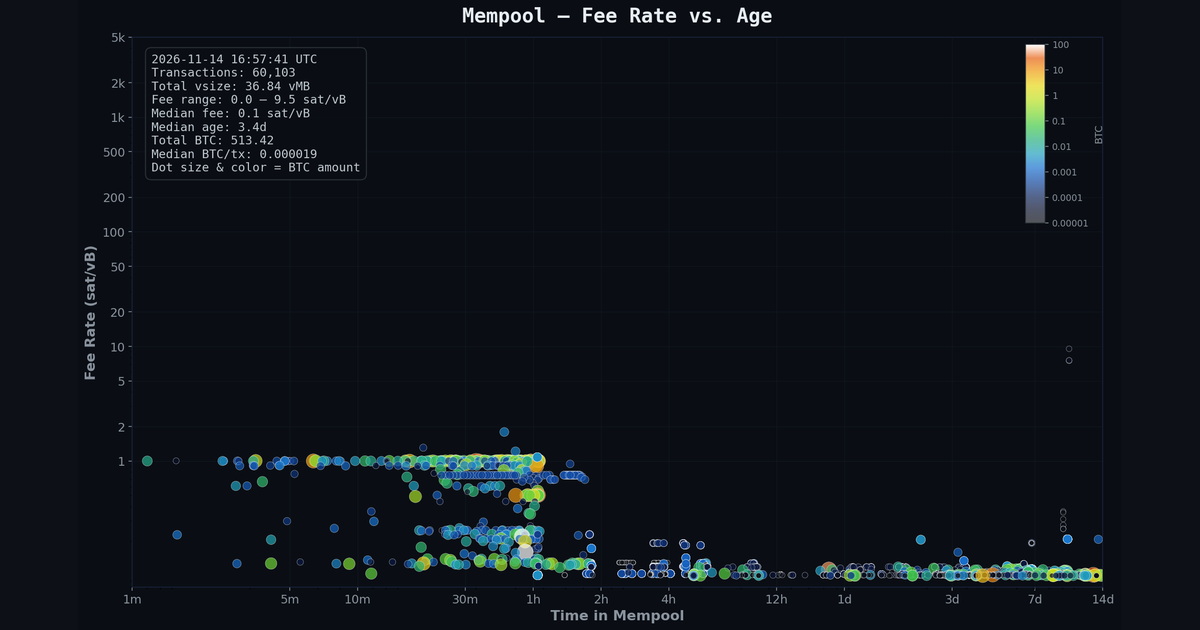 Mempool — Fee Rate vs. Age
5k
2k
1k
500
200
100
50
20
10
5
2
1
Fee Rate (sat/vB)
2026-11-14 16:57:41 UTC
Transactions: 60,103
Total vsize: 36.84 vMB
Fee range: 0.0 — 9.5 sat/vB
Median fee: 0.1 sat/vB
Median age: 3.4d
Total BTC: 513.42
Median BTC/tx: 0.000019
Dot size & color = BTC amount
100
10
1
0.1
0.01
0.001
0.0001
0.00001
BTC
1m 5m 10m 30m 1h 2h 4h 12h 1d 3d 7d 14d
Time in Mempool